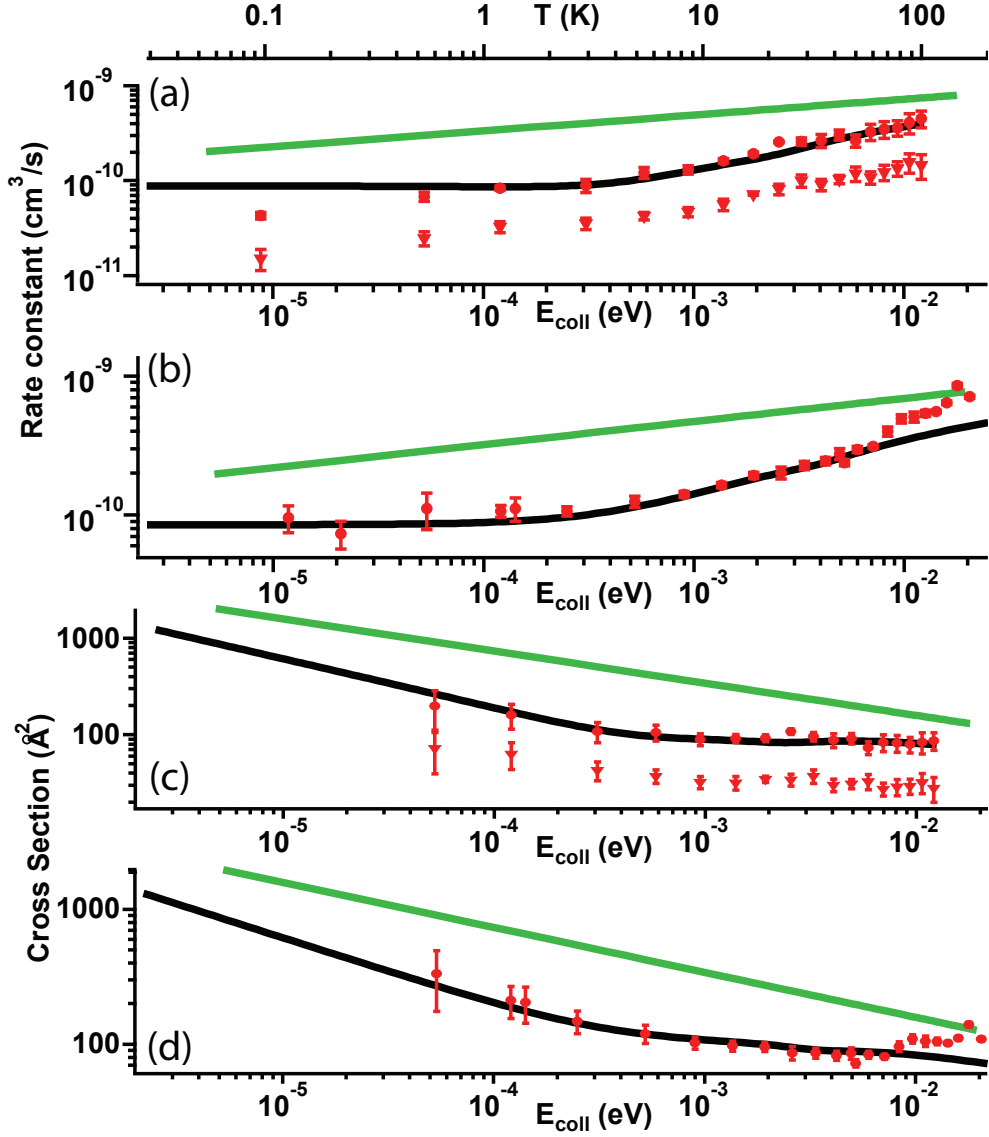 0.1 1 T (K) 10 100
(a)
10⁻⁹
10⁻¹⁰
10⁻¹¹
10⁻⁵ 10⁻⁴ E_coll (eV) 10⁻³ 10⁻²
Rate constant (cm³/s)
(b)
10⁻⁹
10⁻¹⁰
10⁻⁵ 10⁻⁴ E_coll (eV) 10⁻³ 10⁻²
1000
100
(c)
10⁻⁵ 10⁻⁴ E_coll (eV) 10⁻³ 10⁻²
Cross Section (Å²)
1000
100
(d)
10⁻⁵ 10⁻⁴ E_coll (eV) 10⁻³ 10⁻²